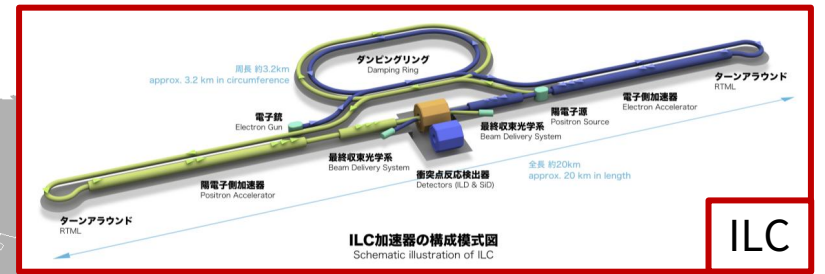 ダンピングリング
Damping Ring
周長 約3.2km
approx. 3.2 km in circumference
ターンアラウンド
RTML
電子側加速器
Electron Accelerator
陽電子源
Positron Source
電子銃
Electron Gun
最終収束光学系
Beam Delivery System
最終収束光学系
Beam Delivery System
全長 約20km
approx. 20 km in length
衝突点反応検出器
Detectors (ILD & SiD)
陽電子側加速器
Positron Accelerator
ターンアラウンド
RTML
ILC加速器の構成模式図
Schematic illustration of ILC
ILC